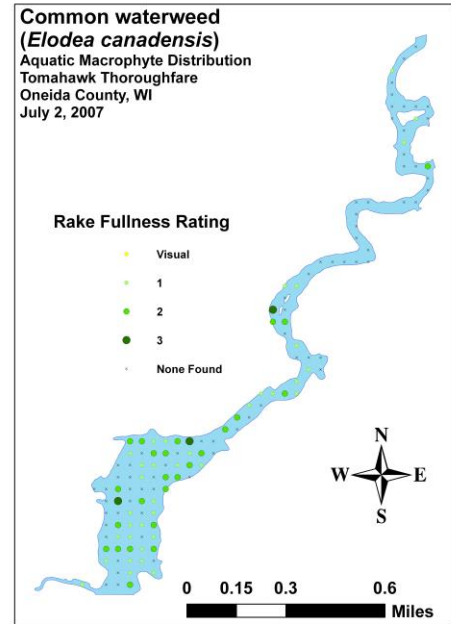 Common waterweed
(Elodea canadensis)
Aquatic Macrophyte Distribution
Tomahawk Thoroughfare
Oneida County, WI
July 2, 2007
Rake Fullness Rating
Visual
1
2
3
None Found
N
W E
S
0 0.15 0.3 0.6
Miles